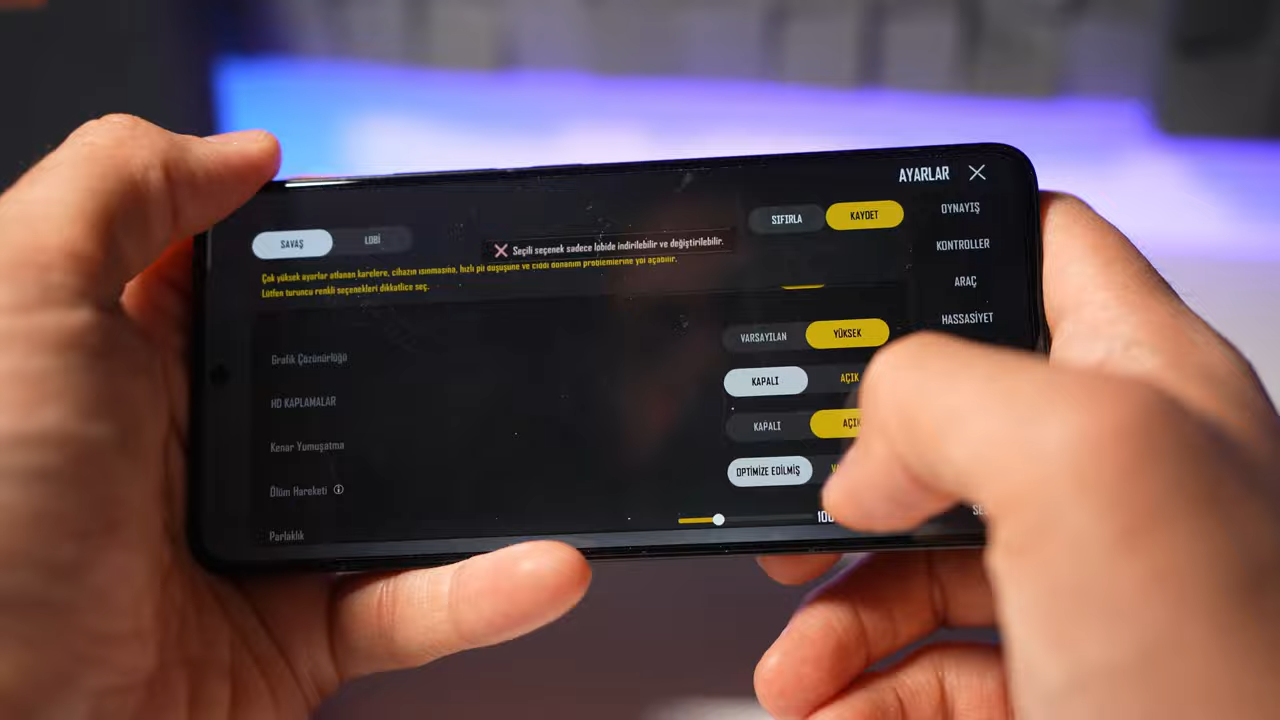 AYARLAR
SAVAŞ
LOBİ
Seçili seçenek sadece lobide indirilebilir ve değiştirilebilir.
SIFIRLA
KAYDET
OYNAYIŞ
Çok yüksek ayarlar atlanan karelere, cihazın ısınmasına, hızlı pil düşüşüne ve ciddi donanım problemlerine yol açabilir.
Lütfen turuncu renkli seçenekleri dikkatlice seç.
KONTROLLER
ARAÇ
HASSASİYET
Grafik Çözünürlüğü
VARSAYILAN
YÜKSEK
HD KAPLAMALAR
KAPALI
AÇIK
Kenar Yumuşatma
KAPALI
AÇIK
Ölüm Hareketi
OPTİMİZE EDİLMİŞ
Parlaklık